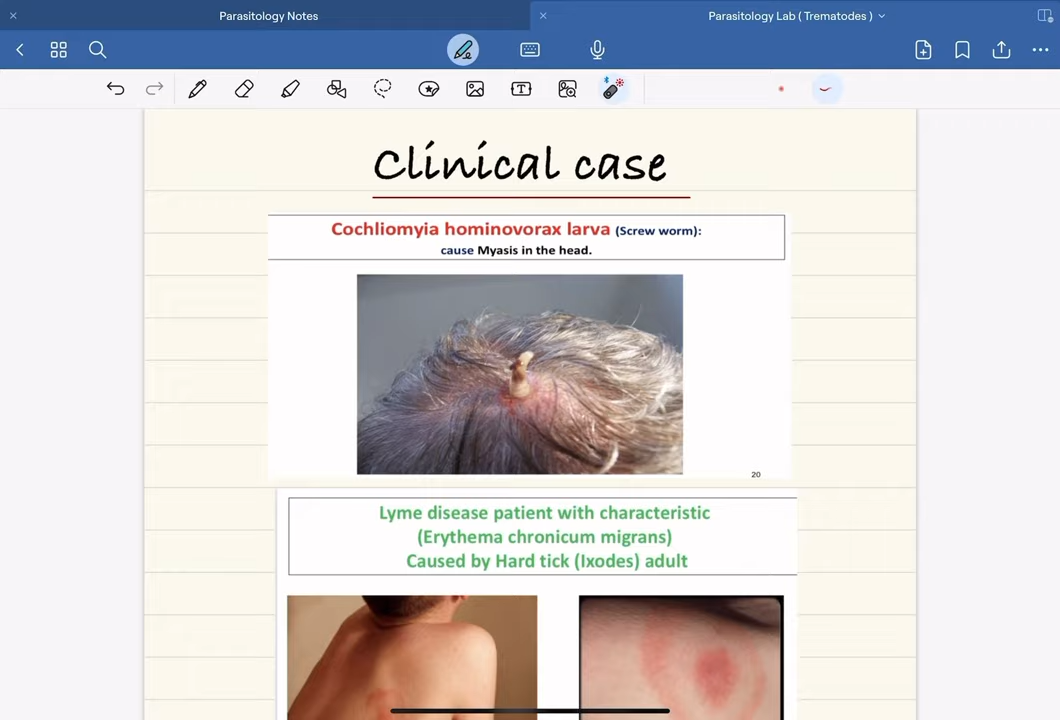 Parasitology Notes
Parasitology Lab ( Trematodes )
Clinical case
Cochliomyia hominovorax larva (Screw worm):
cause Myasis in the head.
20
Lyme disease patient with characteristic
(Erythema chronicum migrans)
Caused by Hard tick (Ixodes) adult